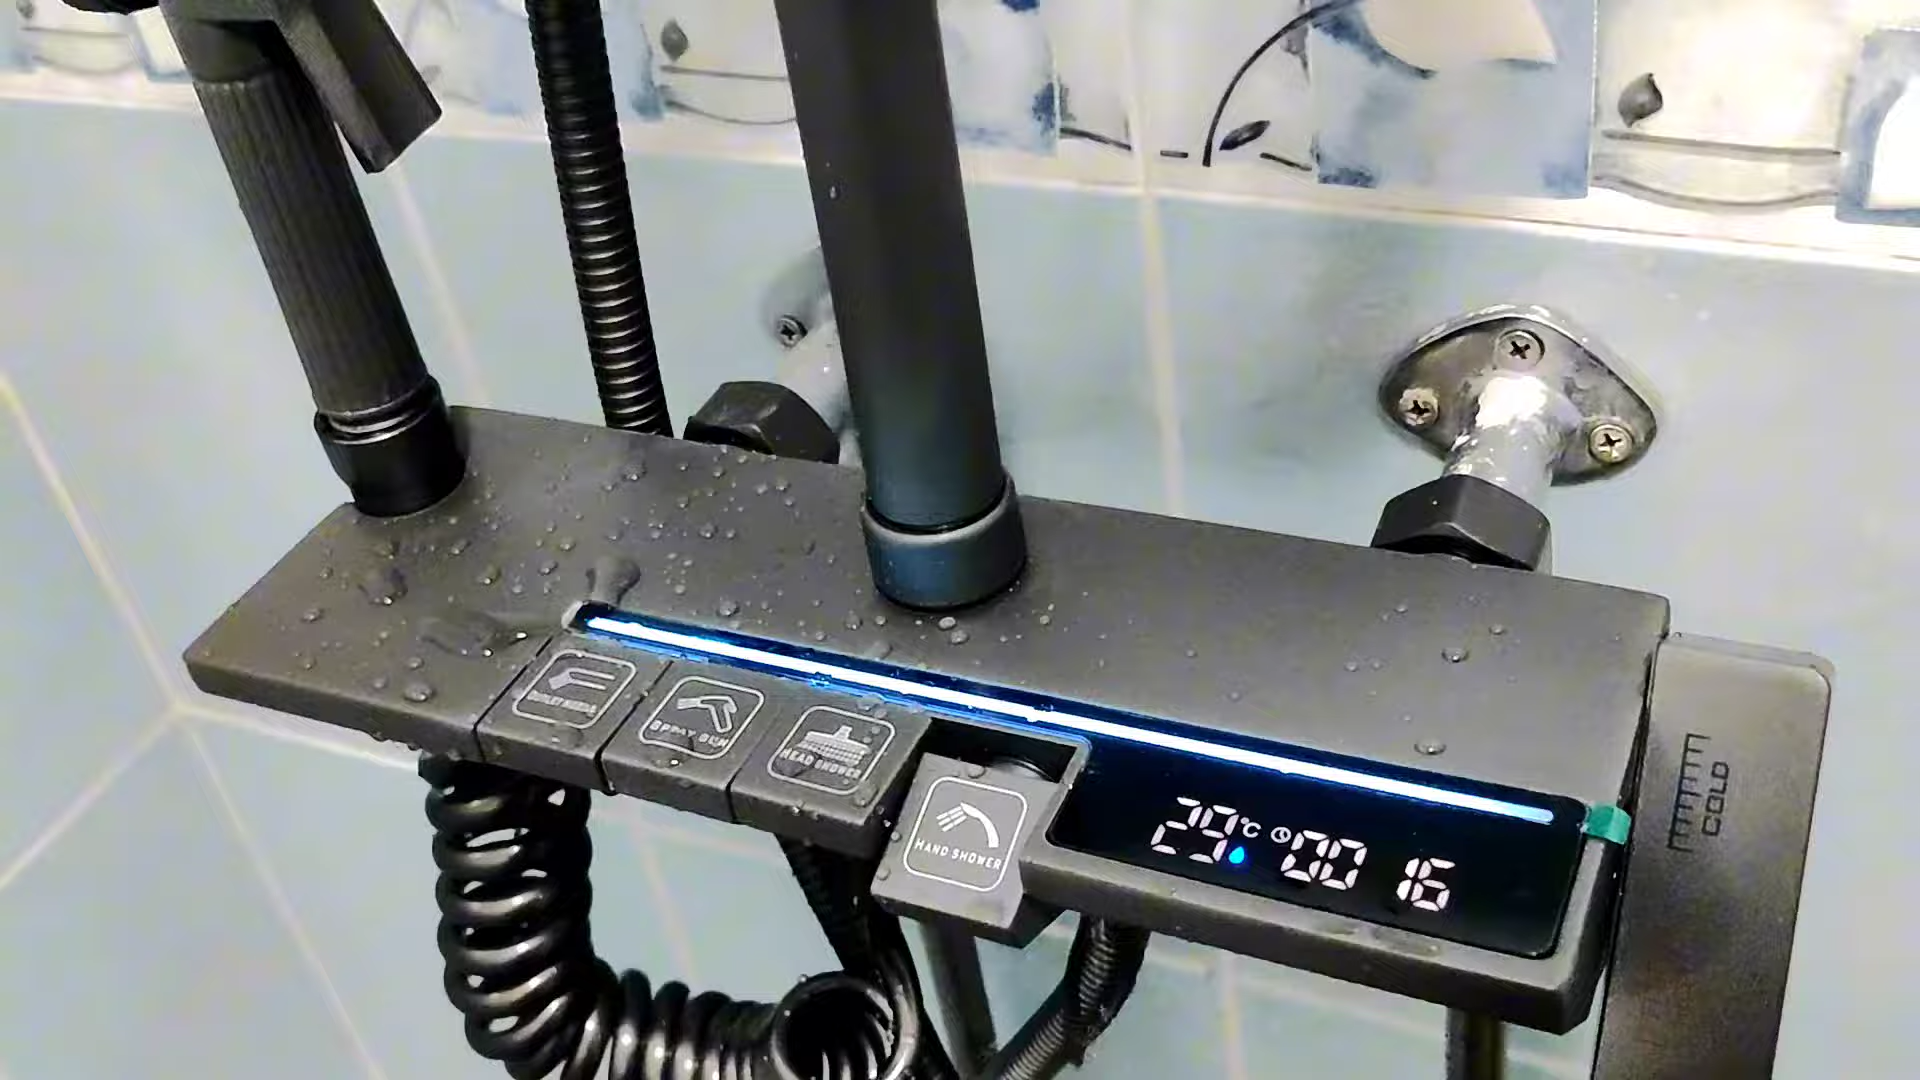 SPRAY GUN
HEAD SHOWER
HAND SHOWER
29°C 00 16
COLD